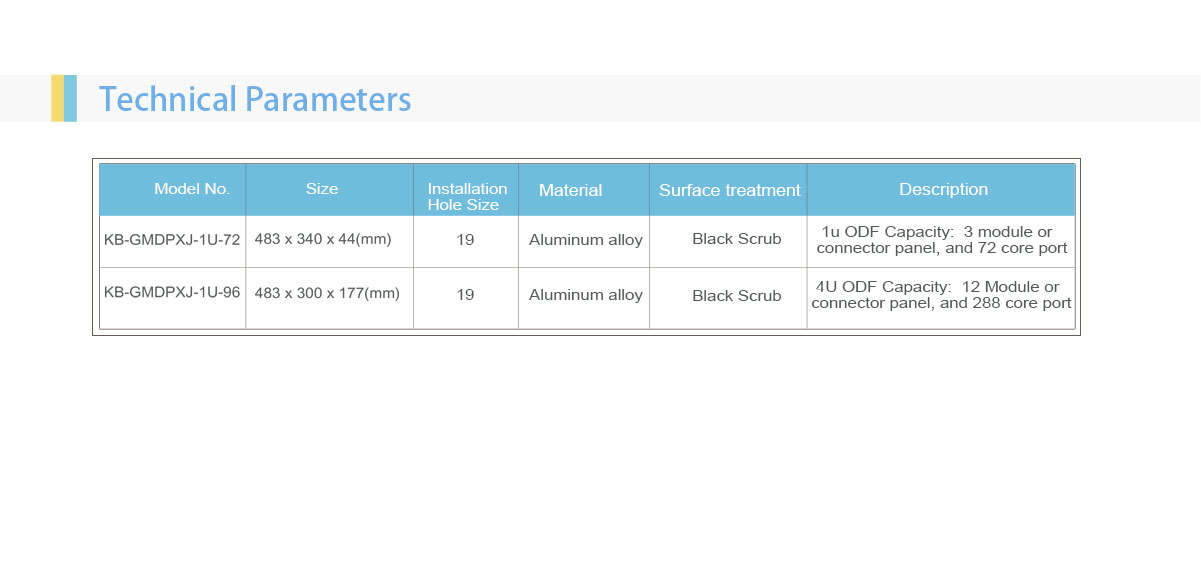 Technical Parameters
Model No. Size Installation Hole Size Material Surface treatment Description
KB-GMDPXJ-1U-72 483 x 340 x 44(mm) 19 Aluminum alloy Black Scrub 1u ODF Capacity: 3 module or
connector panel, and 72 core port
KB-GMDPXJ-1U-96 483 x 300 x 177(mm) 19 Aluminum alloy Black Scrub 4U ODF Capacity: 12 Module or
connector panel, and 288 core port